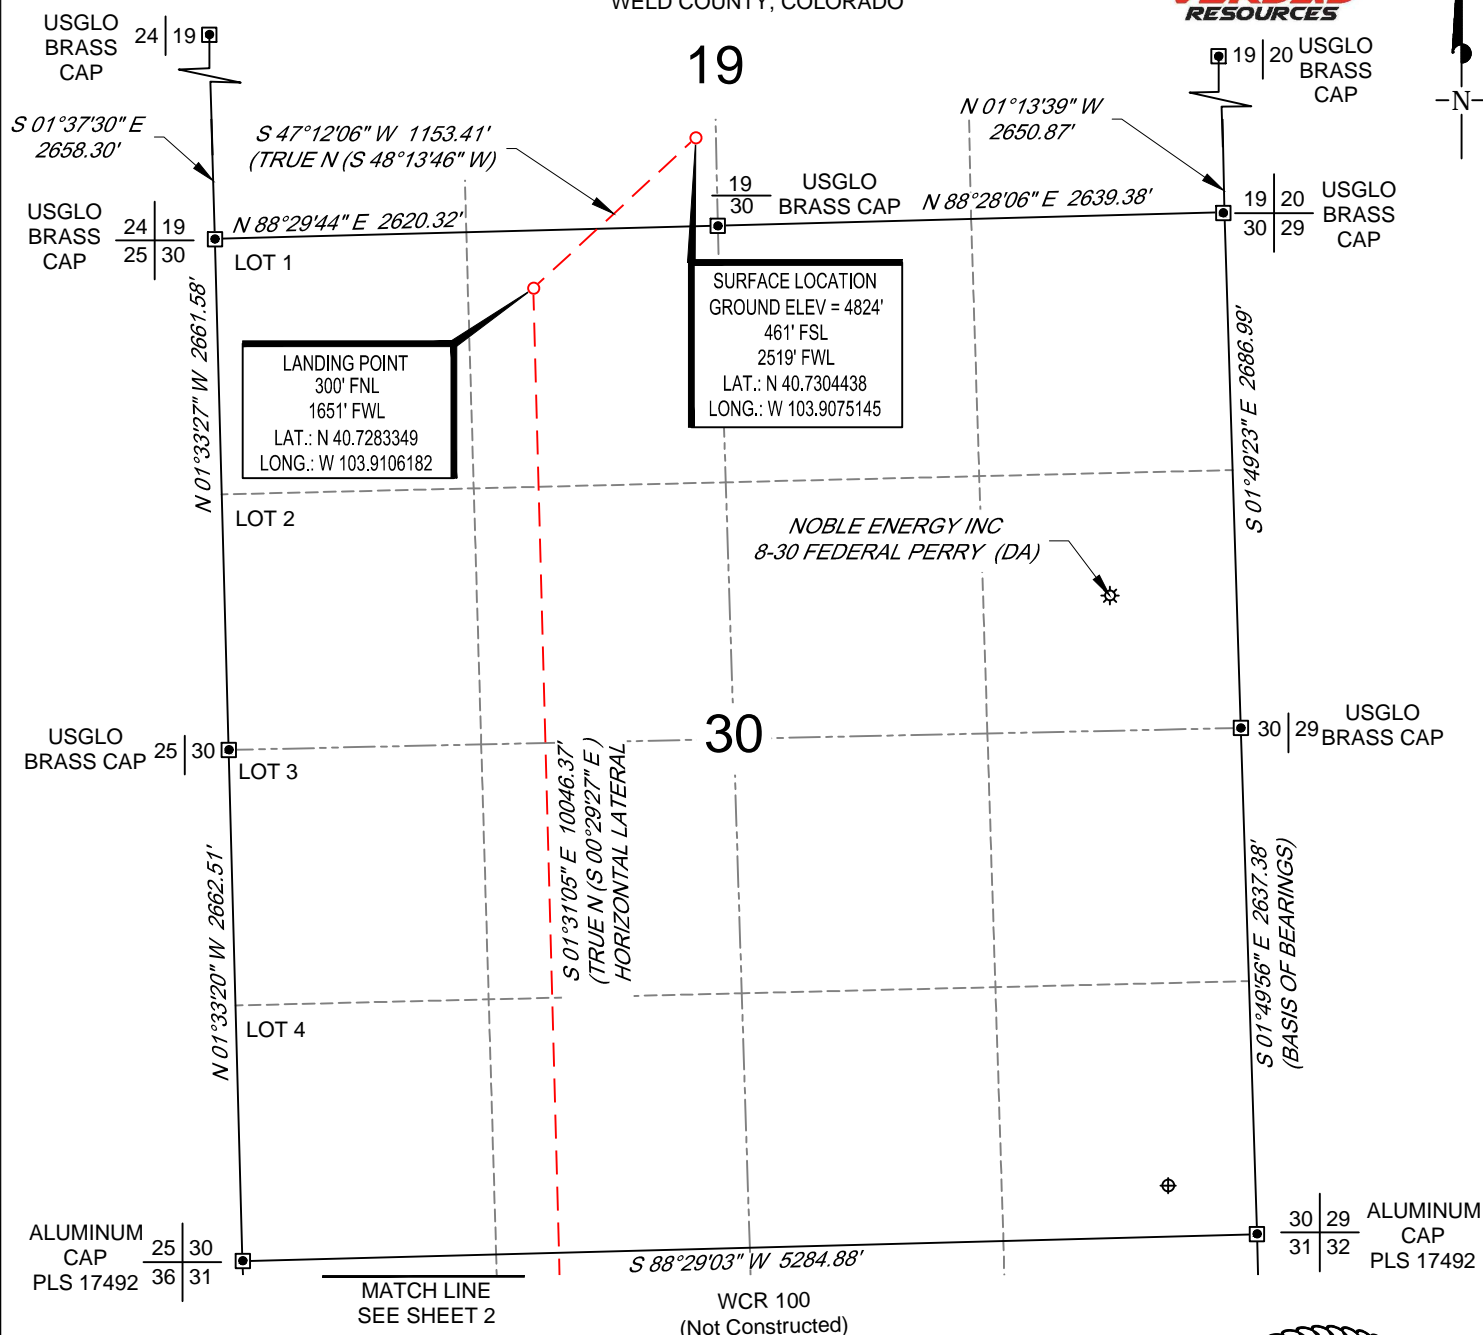 WELD COUNTY, COLORADO
RESOURCES
USGLO
BRASS
CAP
24 19
19
19 20
USGLO
BRASS
CAP
-N-
S 01°37'30" E
2658.30'
S 47°12'06" W 1153.41'
(TRUE N (S 48°13'46" W)
N 01°13'39" W
2650.87'
USGLO
BRASS
CAP
24 19
25 30
N 88°29'44" E 2620.32'
19
30
USGLO
BRASS CAP
N 88°28'06" E 2639.38'
19 20
30 29
USGLO
BRASS
CAP
LOT 1
SURFACE LOCATION
GROUND ELEV = 4824'
461' FSL
2519' FWL
LAT.: N 40.7304438
LONG.: W 103.9075145
LANDING POINT
300' FNL
1651' FWL
LAT.: N 40.7283349
LONG.: W 103.9106182
N 01°33'27" W 2661.58'
S 01°49'23" E 2686.99'
LOT 2
NOBLE ENERGY INC
8-30 FEDERAL PERRY (DA)
USGLO
BRASS CAP
25 30
30
30 29
USGLO
BRASS CAP
LOT 3
S 01°31'05" E 10046.37'
(TRUE N (S 00°29'27" E )
HORIZONTAL LATERAL
N 01°33'20" W 2662.51'
S 01°49'56" E 2637.38'
(BASIS OF BEARINGS)
LOT 4
ALUMINUM
CAP
PLS 17492
25 30
36 31
S 88°29'03" W 5284.88'
30 29
31 32
ALUMINUM
CAP
PLS 17492
MATCH LINE
SEE SHEET 2
WCR 100
(Not Constructed)